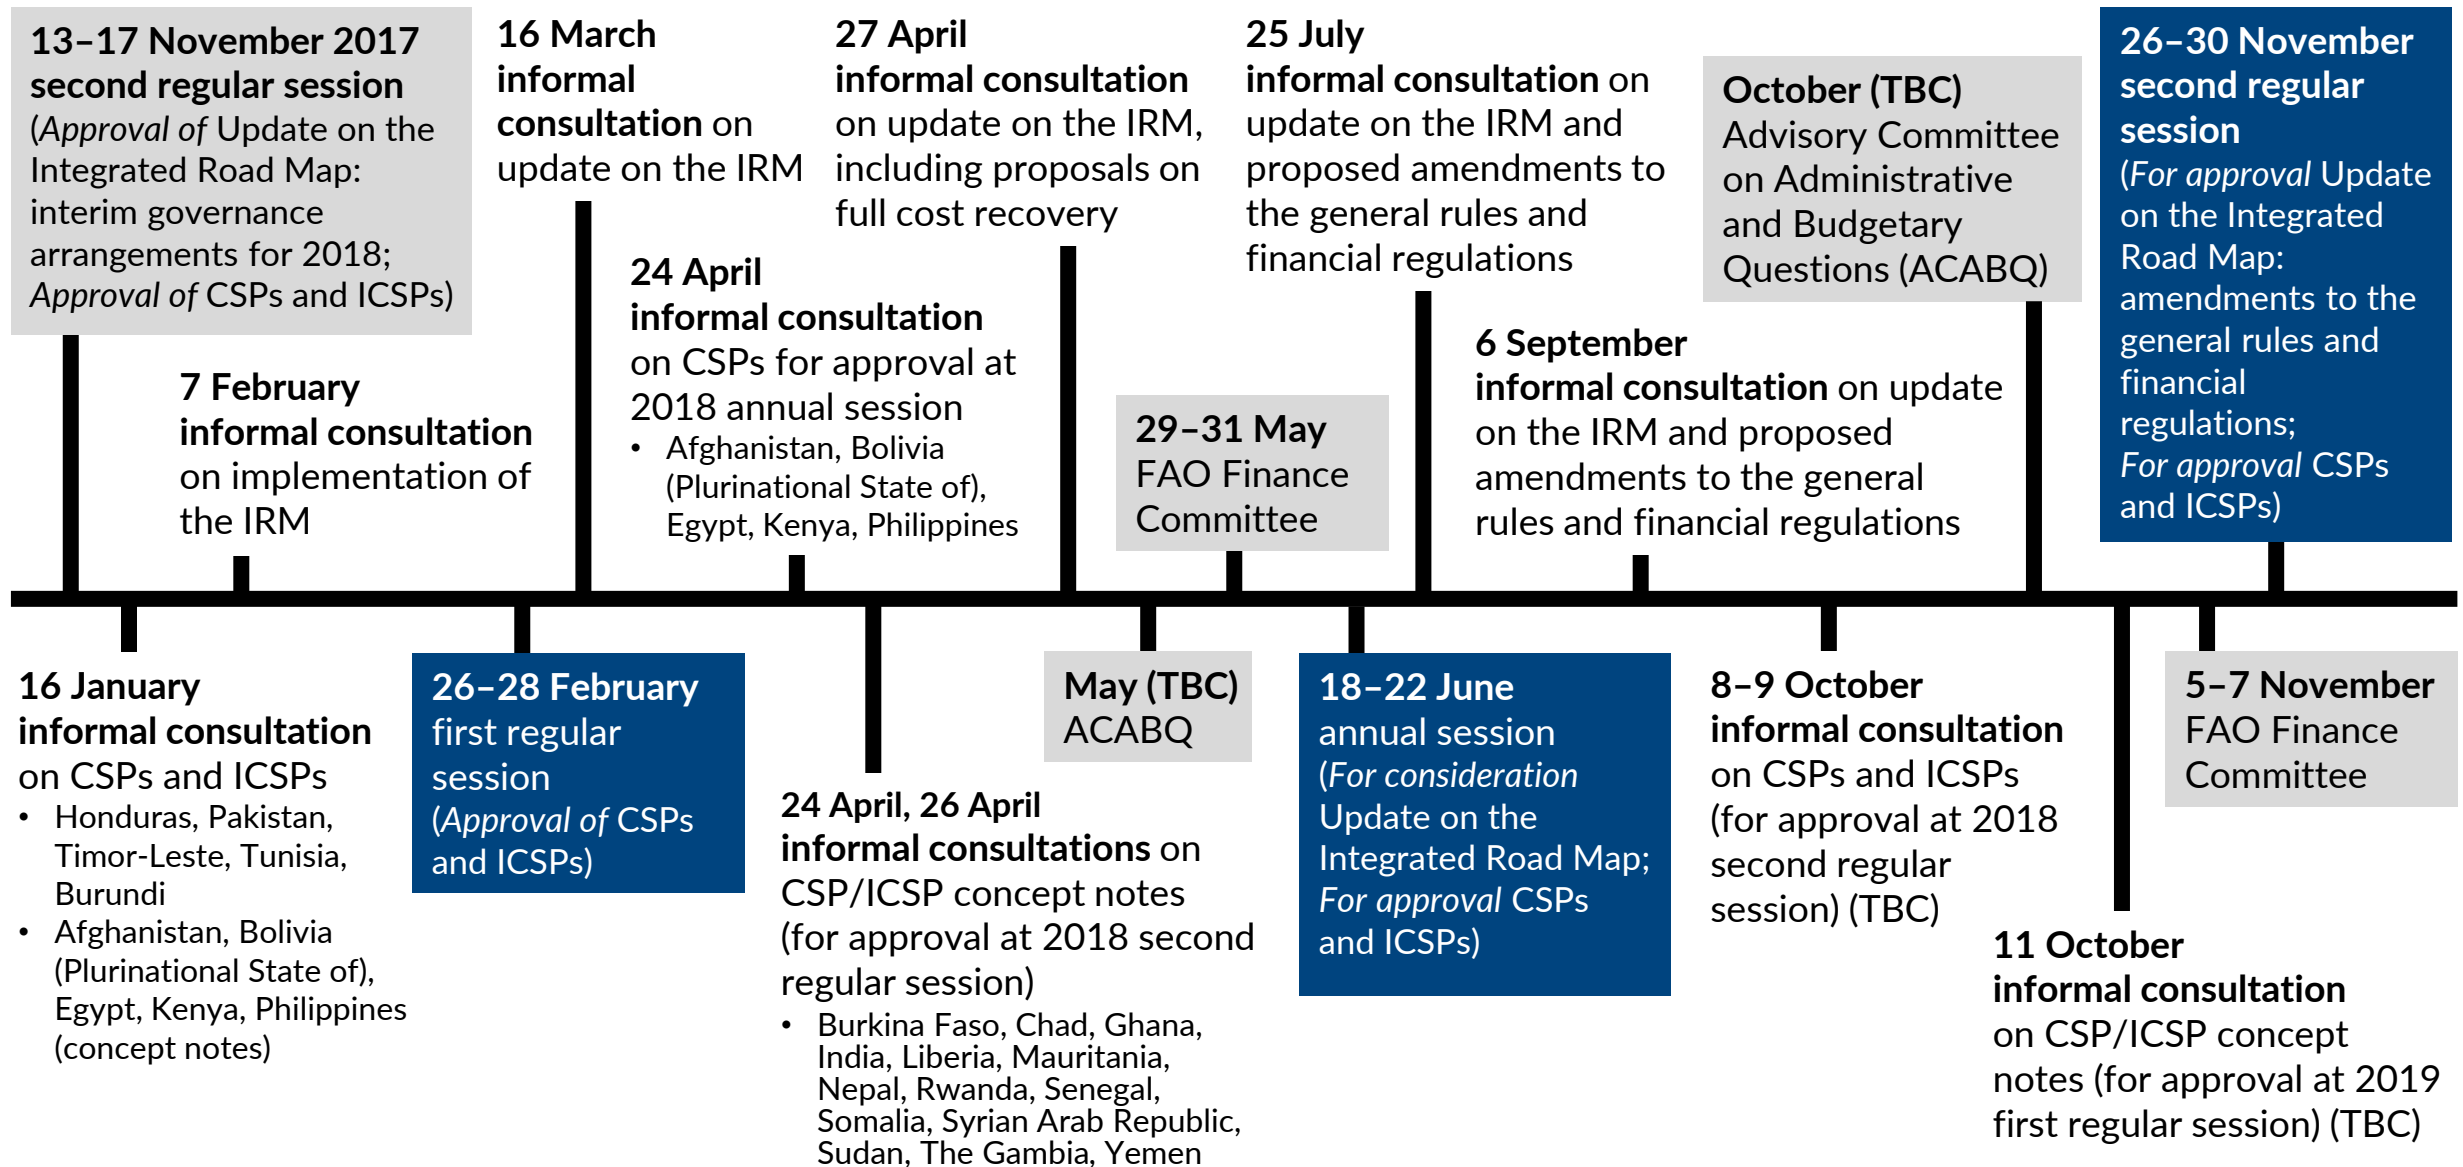 13–17 November 2017
second regular session
(Approval of Update on the
Integrated Road Map:
interim governance
arrangements for 2018;
Approval of CSPs and ICSPs)
16 January
informal consultation
on CSPs and ICSPs
• Honduras, Pakistan,
Timor-Leste, Tunisia,
Burundi
• Afghanistan, Bolivia
(Plurinational State of),
Egypt, Kenya, Philippines
(concept notes)
7 February
informal consultation
on implementation of
the IRM
26–28 February
first regular
session
(Approval of CSPs
and ICSPs)
16 March
informal
consultation on
update on the IRM
24 April
informal consultation
on CSPs for approval at
2018 annual session
• Afghanistan, Bolivia
(Plurinational State of),
Egypt, Kenya, Philippines
24 April, 26 April
informal consultations on
CSP/ICSP concept notes
(for approval at 2018 second
regular session)
• Burkina Faso, Chad, Ghana,
India, Liberia, Mauritania,
Nepal, Rwanda, Senegal,
Somalia, Syrian Arab Republic,
Sudan, The Gambia, Yemen
27 April
informal consultation
on update on the IRM,
including proposals on
full cost recovery
May (TBC)
ACABQ
29–31 May
FAO Finance
Committee
18–22 June
annual session
(For consideration
Update on the
Integrated Road Map;
For approval CSPs
and ICSPs)
25 July
informal consultation on
update on the IRM and
proposed amendments to
the general rules and
financial regulations
6 September
informal consultation on update
on the IRM and proposed
amendments to the general
rules and financial regulations
8–9 October
informal consultation
on CSPs and ICSPs
(for approval at 2018
second regular
session) (TBC)
October (TBC)
Advisory Committee
on Administrative
and Budgetary
Questions (ACABQ)
11 October
informal consultation
on CSP/ICSP concept
notes (for approval at 2019
first regular session) (TBC)
5–7 November
FAO Finance
Committee
26–30 November
second regular
session
(For approval Update
on the Integrated
Road Map:
amendments to the
general rules and
financial
regulations;
For approval CSPs
and ICSPs)